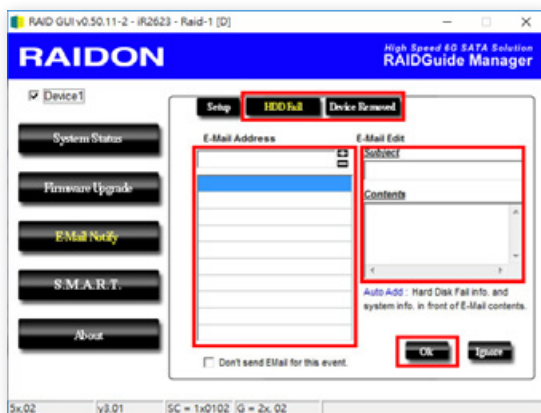 RAID GUI v0.50.11-2 - iR2623 - Raid-1 [D]
RAIDON
High Speed 6G SATA Solution
RAIDGuide Manager
Device1
Setup
HDD Fail
Device Removed
System Status
Firmware Upgrade
E-Mail Notify
S.M.A.R.T.
About
E-Mail Address
E-Mail Edit
Subject
Contents
Auto Add : Hard Disk Fail info. and
system info. in front of E-Mail contents.
Don't send EMail for this event.
Ok
Ignore
5x.02
v3.01
SC = 1x0102
G = 2x. 02